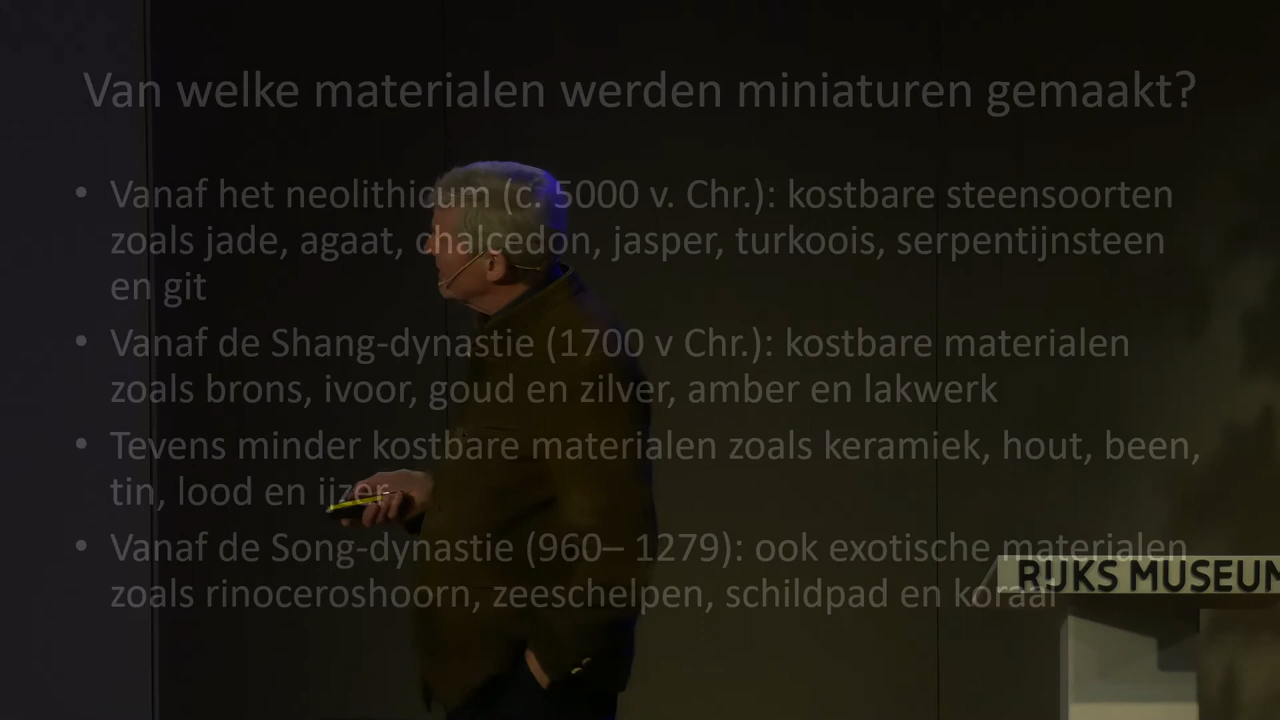 Van welke materialen werden miniaturen gemaakt?
• Vanaf het neolithicum (c. 5000 v. Chr.): kostbare steensoorten
zoals jade, agaat, chalcedon, jasper, turkoois, serpentijnsteen
en git
• Vanaf de Shang-dynastie (1700 v Chr.): kostbare materialen
zoals brons, ivoor, goud en zilver, amber en lakwerk
• Tevens minder kostbare materialen zoals keramiek, hout, been,
tin, lood en ijzer
• Vanaf de Song-dynastie (960– 1279): ook exotische materialen
zoals rinoceroshoorn, zeeschelpen, schildpad en koraal
RIJKS MUSEUM